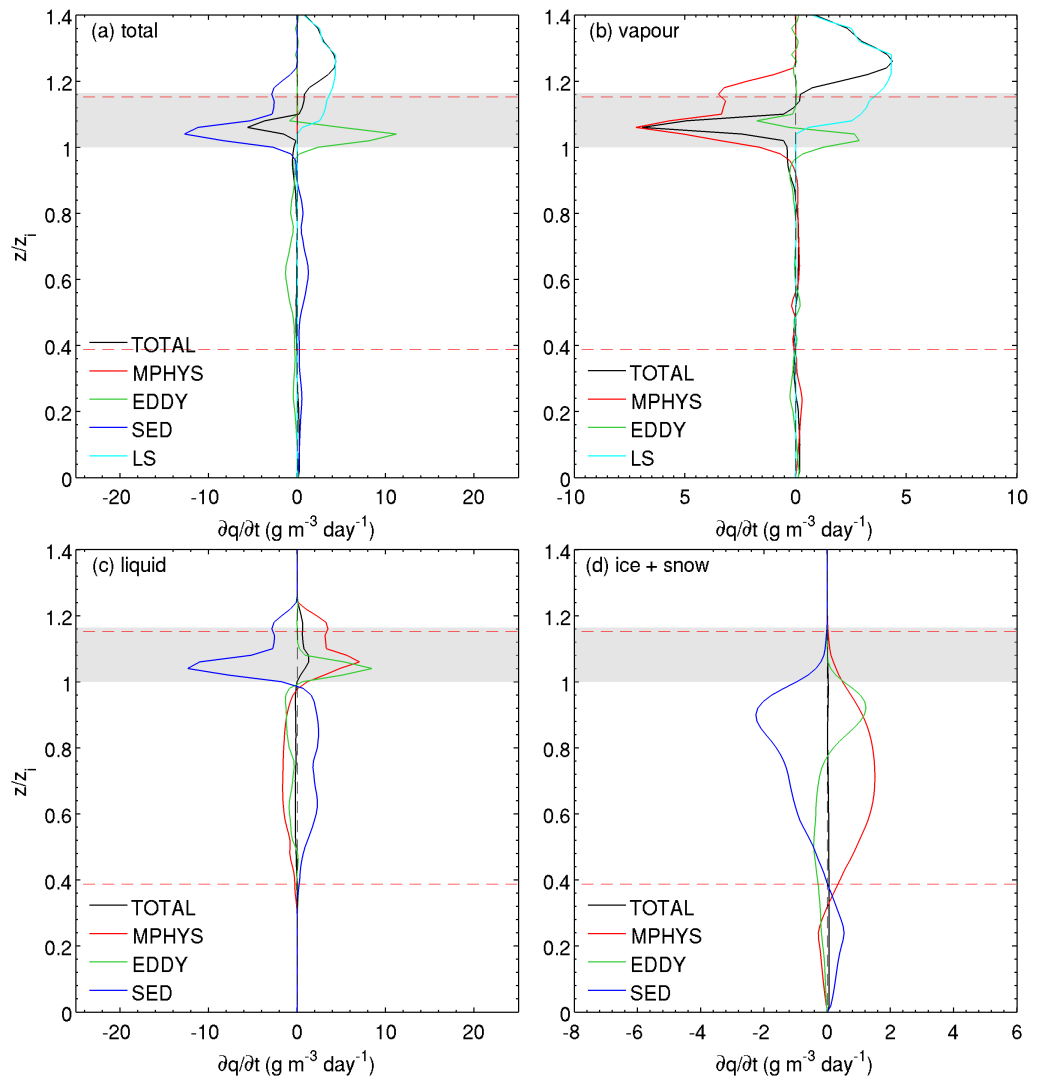 (a) total
1.4
1.2
1
0.8
0.6
0.4
0.2
0
z/z_i
TOTAL
MPHYS
EDDY
SED
LS
-20 -10 0 10 20
∂q/∂t (g m⁻³ day⁻¹)
(b) vapour
1.4
1.2
1
0.8
0.6
0.4
0.2
0
TOTAL
MPHYS
EDDY
LS
-10 5 0 5 10
∂q/∂t (g m⁻³ day⁻¹)
(c) liquid
1.4
1.2
1
0.8
0.6
0.4
0.2
0
z/z_i
TOTAL
MPHYS
EDDY
SED
-20 -10 0 10 20
∂q/∂t (g m⁻³ day⁻¹)
(d) ice + snow
1.4
1.2
1
0.8
0.6
0.4
0.2
0
TOTAL
MPHYS
EDDY
SED
-8 -6 -4 -2 0 2 4 6
∂q/∂t (g m⁻³ day⁻¹)